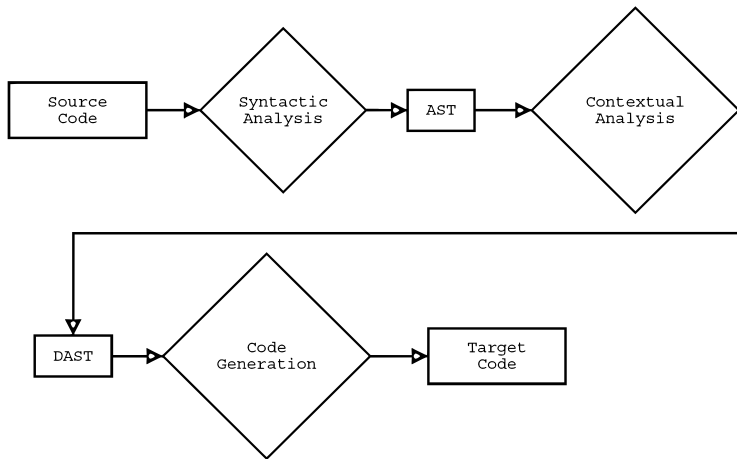 Source
Code
Syntactic
Analysis
AST
Contextual
Analysis
DAST
Code
Generation
Target
Code